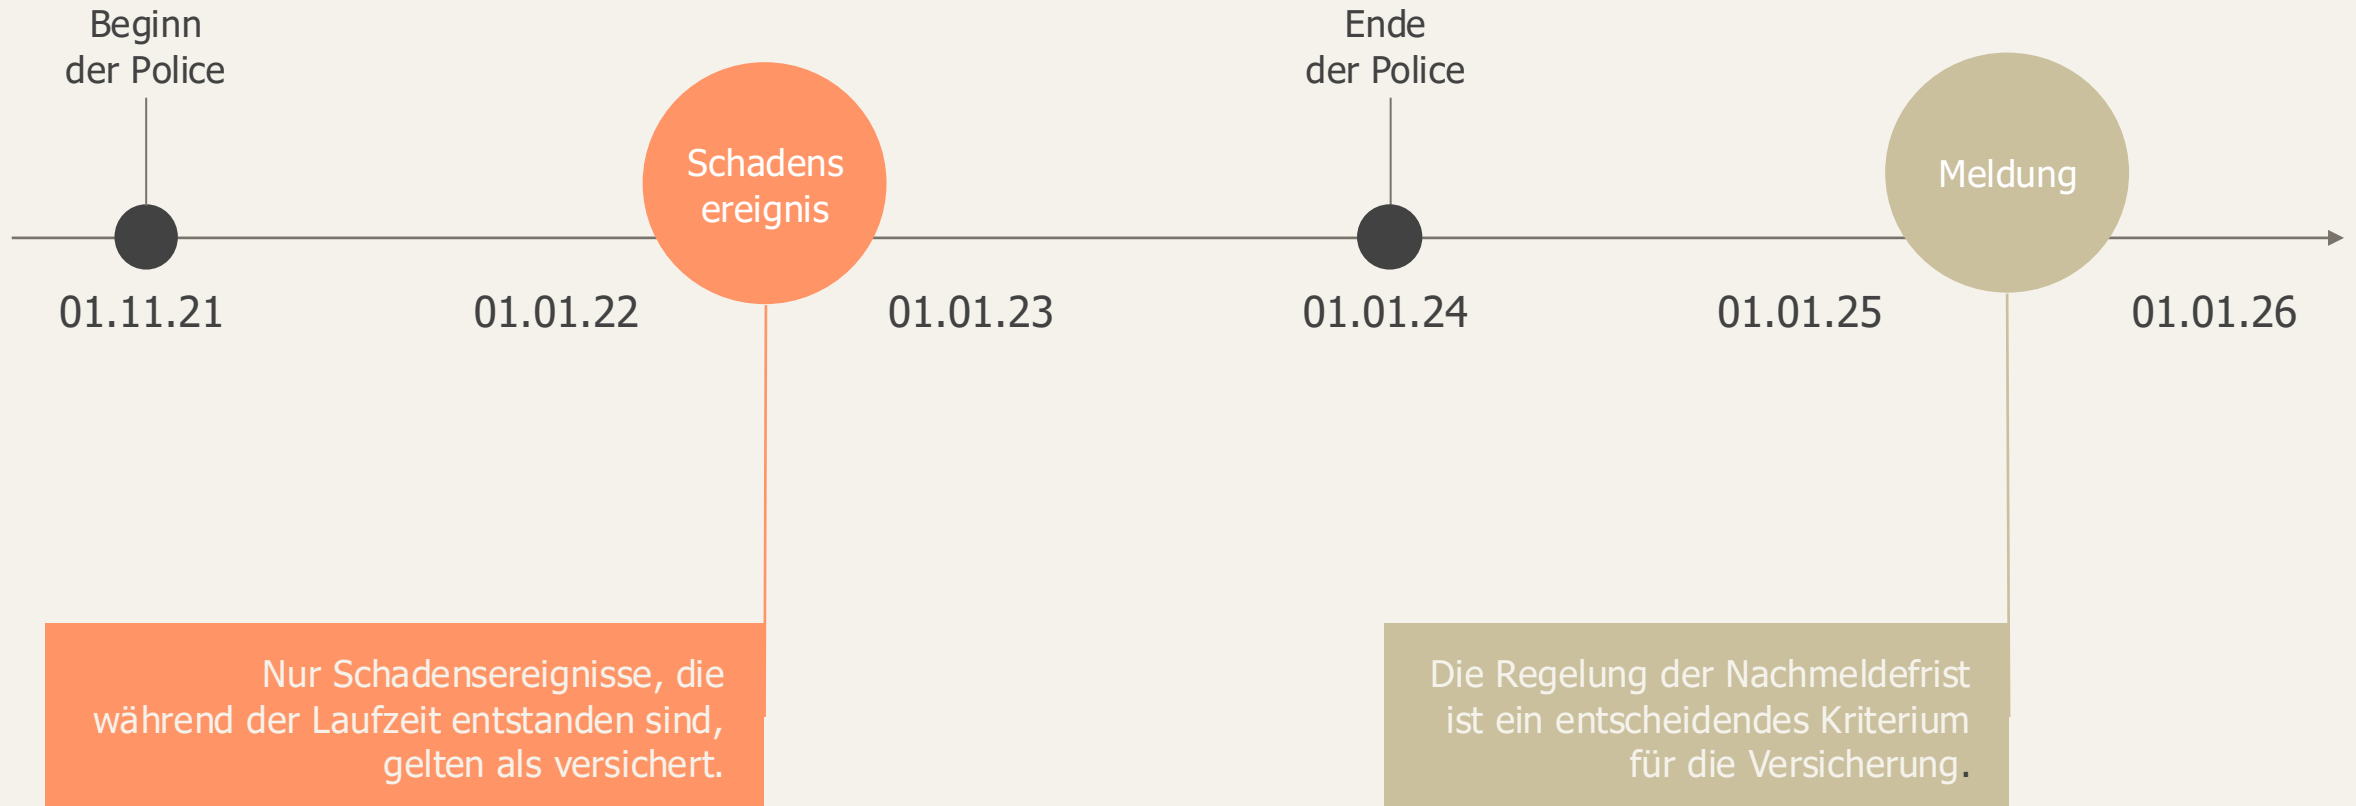 Beginn
der Police
Ende
der Police
Schadens
ereignis
Meldung
01.11.21
01.01.22
01.01.23
01.01.24
01.01.25
01.01.26
Nur Schadensereignisse, die
während der Laufzeit entstanden sind,
gelten als versichert.
Die Regelung der Nachmeldefrist
ist ein entscheidendes Kriterium
für die Versicherung.